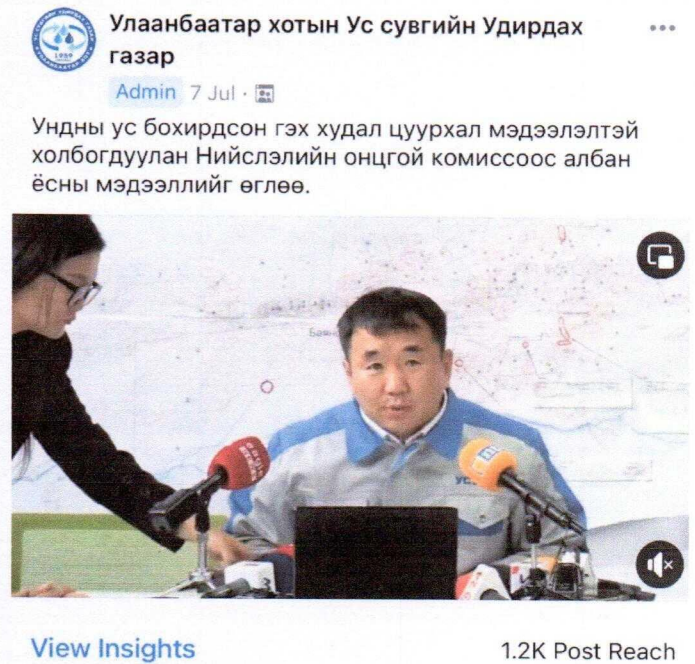 Улаанбаатар хотын Ус сувгийн Удирдах
газар
Admin 7 Jul ·
Ундны ус бохирдсон гэх худал цуурхал мэдээлэлтэй
холбогдуулан Нийслэлийн онцгой комиссоос албан
ёсны мэдээллийг өглөө.
View Insights
1.2K Post Reach